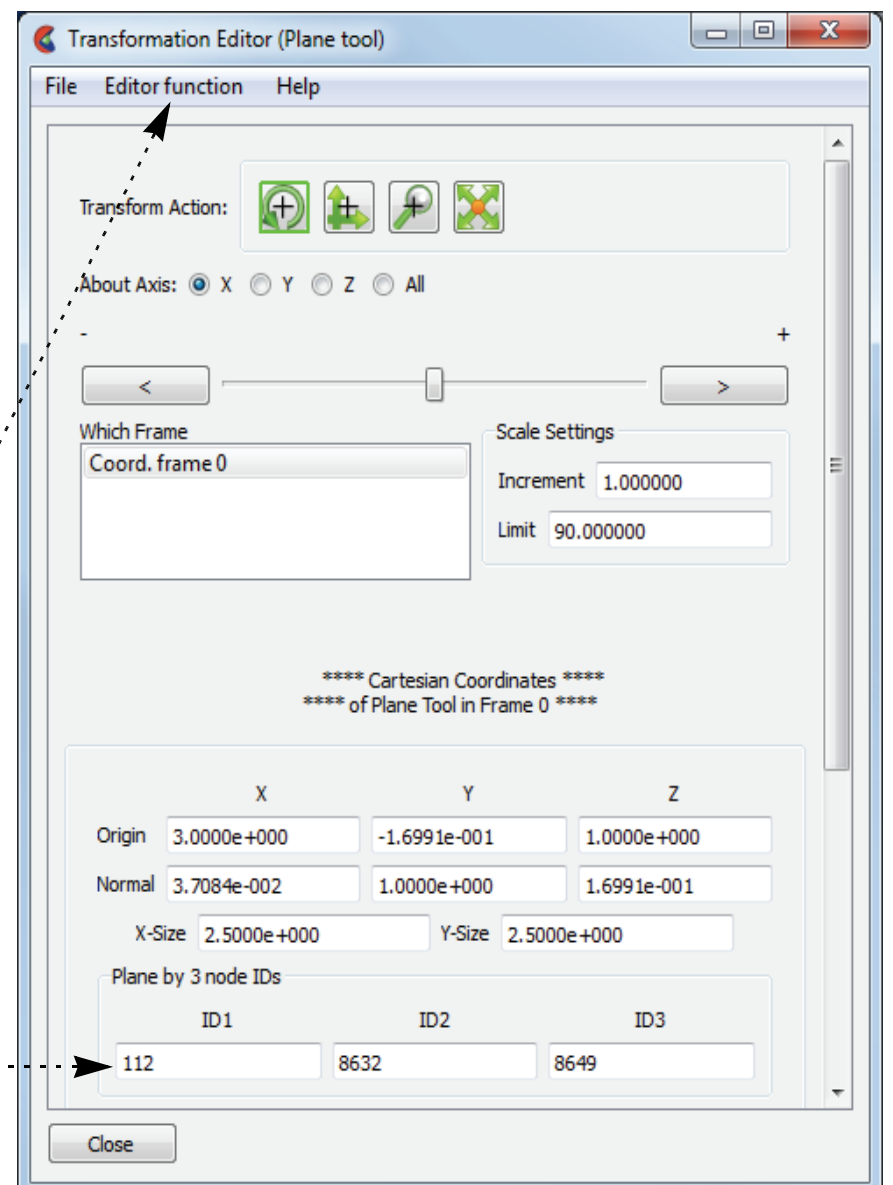 Transformation Editor (Plane tool)
File Editor function Help
Transform Action:
About Axis: X Y Z All
- +
< >
Which Frame Scale Settings
Coord. frame 0
Increment 1.000000
Limit 90.000000
**** Cartesian Coordinates ****
**** of Plane Tool in Frame 0 ****
X Y Z
Origin 3.0000e+000 -1.6991e-001 1.0000e+000
Normal 3.7084e-002 1.0000e+000 1.6991e-001
X-Size 2.5000e+000 Y-Size 2.5000e+000
Plane by 3 node IDs
ID1 ID2 ID3
112 8632 8649
Close